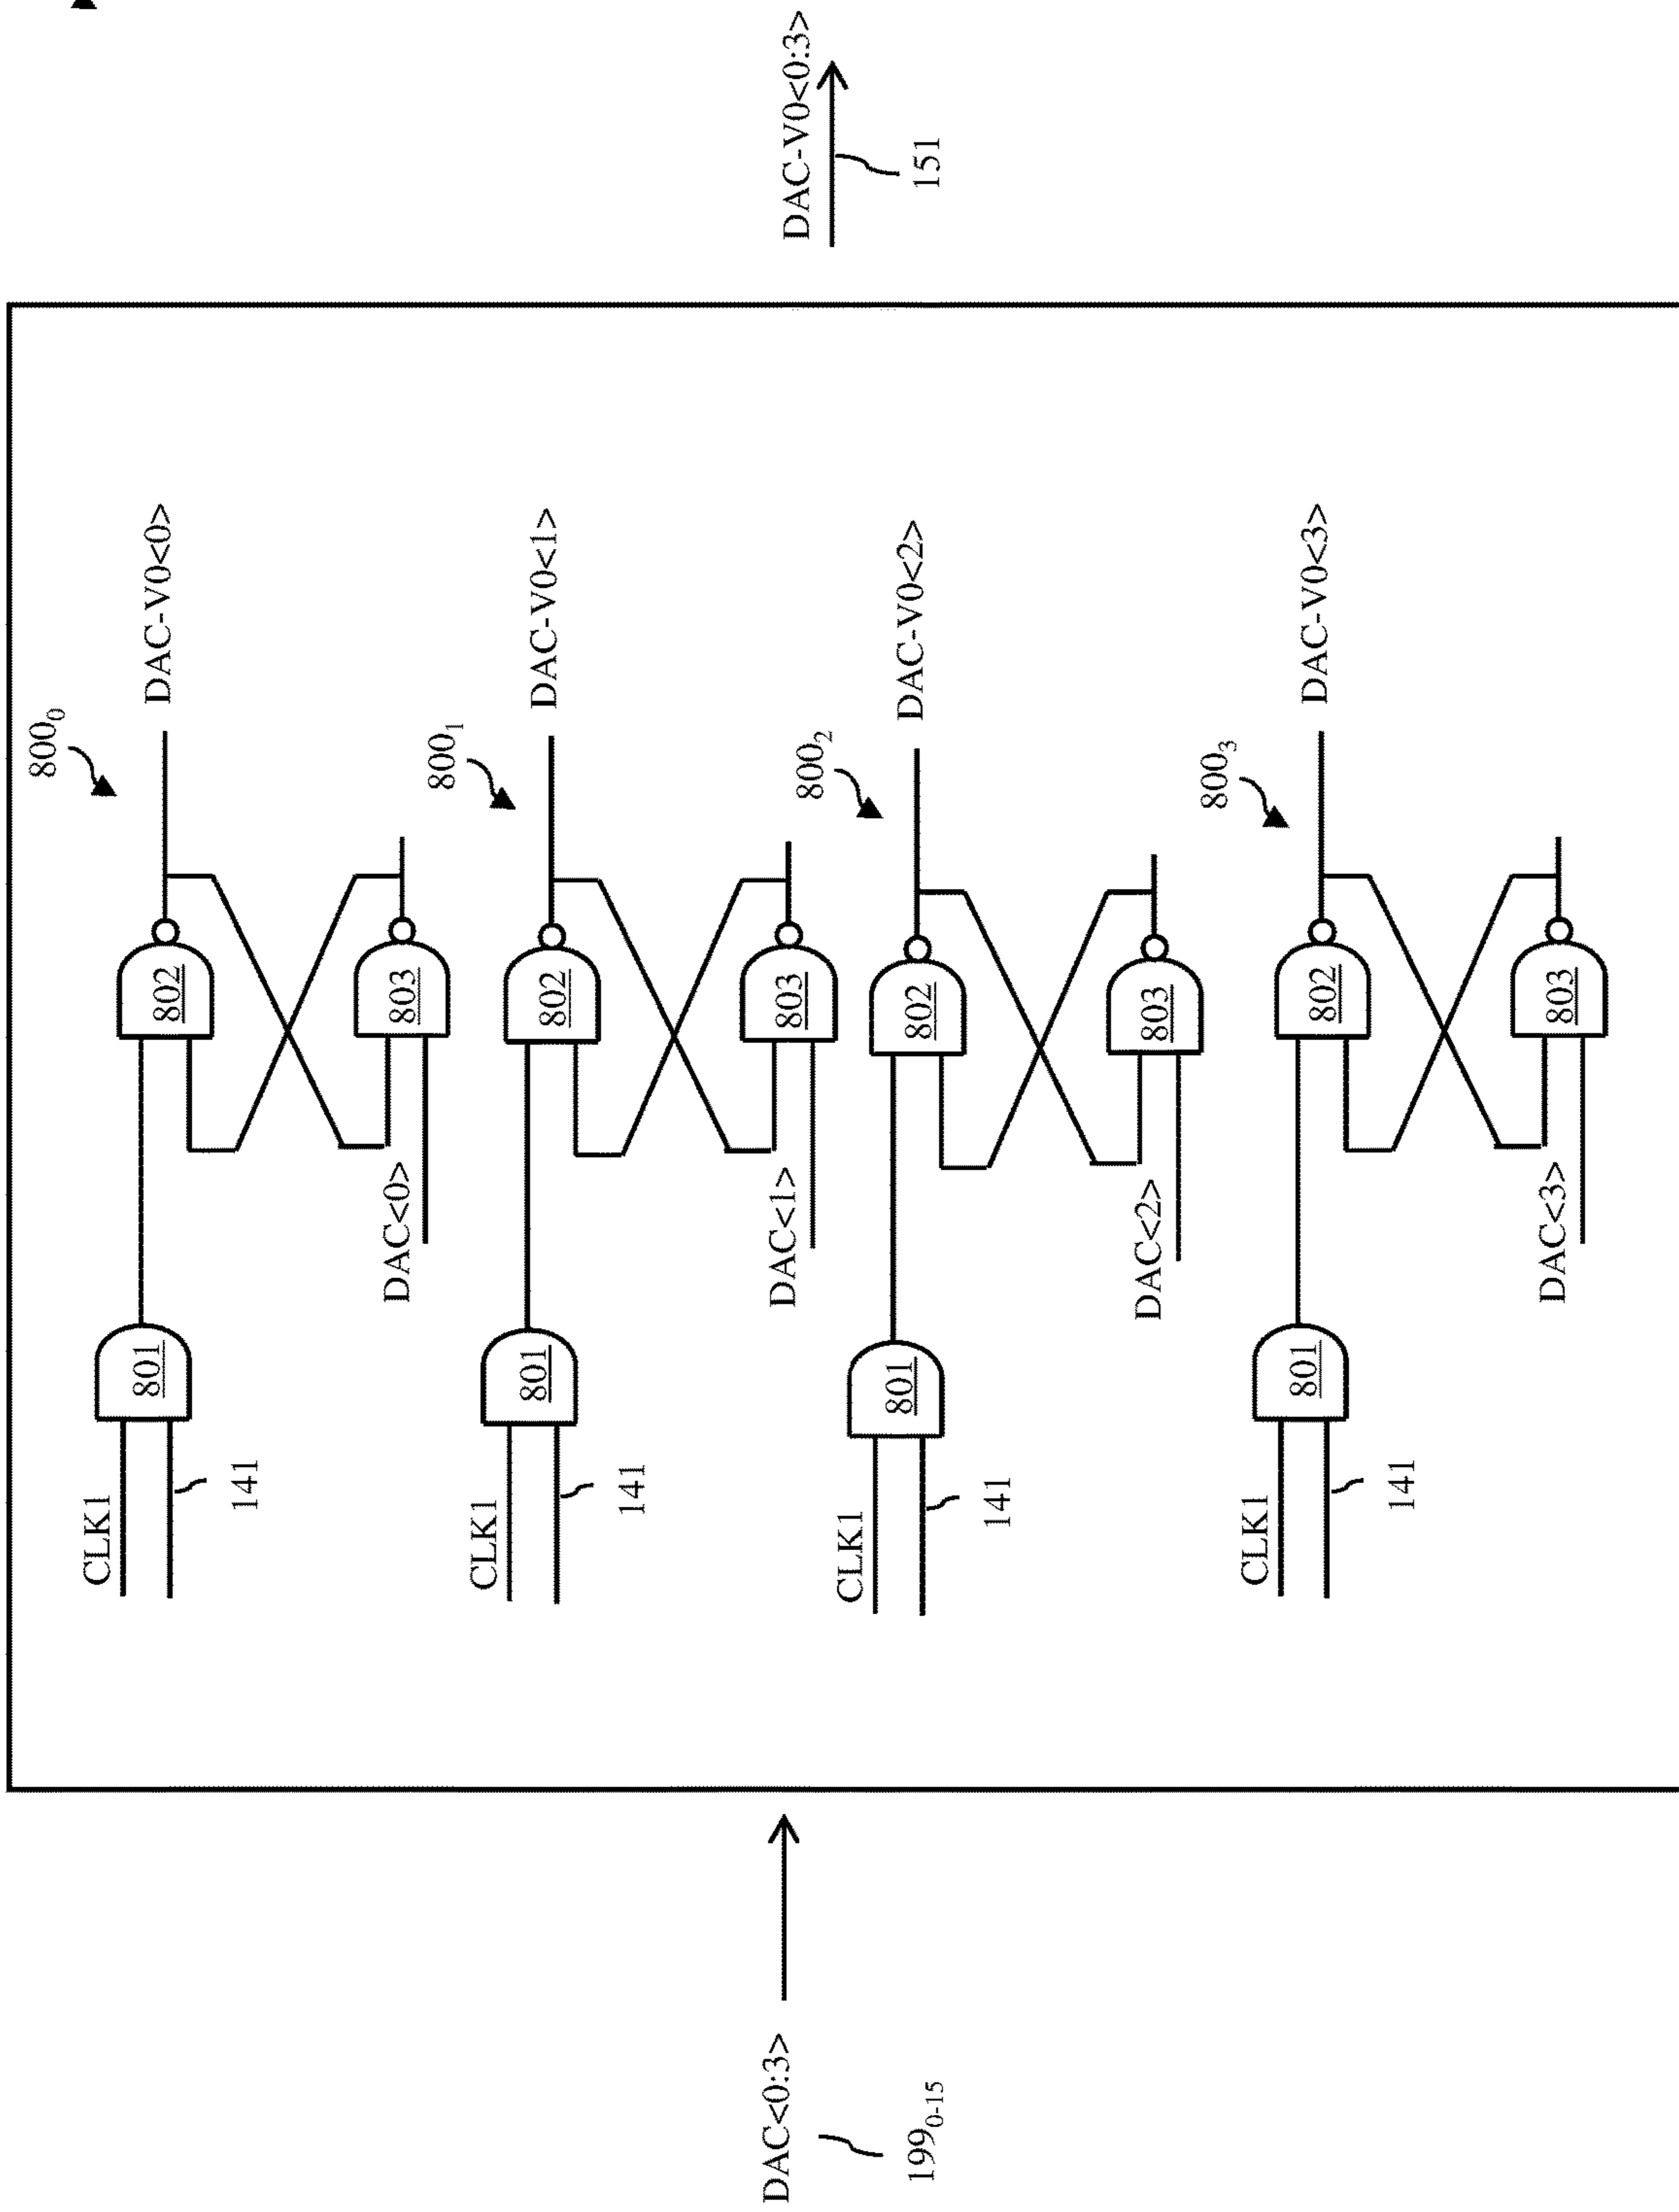 DAC<0:3>
199₀₋₁₅
CLK1
141
801
DAC<0>
802
803
800₀
DAC-V0<0>
CLK1
141
801
DAC<1>
802
803
800₁
DAC-V0<1>
CLK1
141
801
DAC<2>
802
803
800₂
DAC-V0<2>
CLK1
141
801
DAC<3>
802
803
800₃
DAC-V0<3>
DAC-V0<0:3>
151